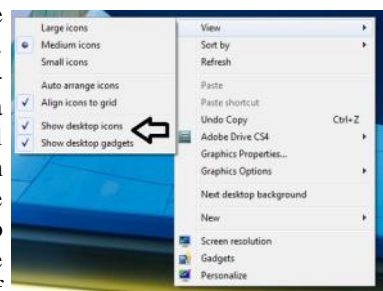 Large icons
Medium icons
Small icons
Auto arrange icons
Align icons to grid
Show desktop icons
Show desktop gadgets
View
Sort by
Refresh
Paste
Paste shortcut
Undo Copy Ctrl+Z
Adobe Drive CS4
Graphics Properties...
Graphics Options
Next desktop background
New
Screen resolution
Gadgets
Personalize